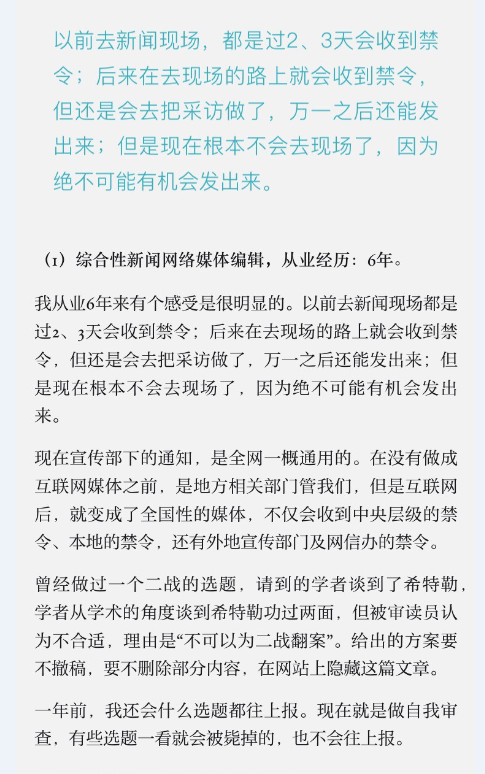 以前去新闻现场，都是过2、3天会收到禁
令；后来在去现场的路上就会收到禁令，
但还是会去把采访做了，万一之后还能发
出来；但是现在根本不会去现场了，因为
绝不可能有机会发出来。
（1）综合性新闻网络媒体编辑，从业经历：6年。
我从业6年来有个感受是很明显的。以前去新闻现场都是
过2、3天会收到禁令；后来在去现场的路上就会收到禁
令，但还是会去把采访做了，万一之后还能发出来；但
是现在根本不会去现场了，因为绝不可能有机会发出
来。
现在宣传部下的通知，是全网一概通用的。在没有做成
互联网媒体之前，是地方相关部门管我们，但是互联网
后，就变成了全国性的媒体，不仅会收到中央层级的禁
令、本地的禁令，还有外地宣传部门及网信办的禁令。
曾经做过一个二战的选题，请到的学者谈到了希特勒，
学者从学术的角度谈到希特勒功过两面，但被审读员认
为不合适，理由是“不可以为二战翻案”。给出的方案要
不撤稿，要不删除部分内容，在网站上隐藏这篇文章。
一年前，我还会什么选题都往上报。现在就是做自我审
查，有些选题一看就会被毙掉的，也不会往上报。